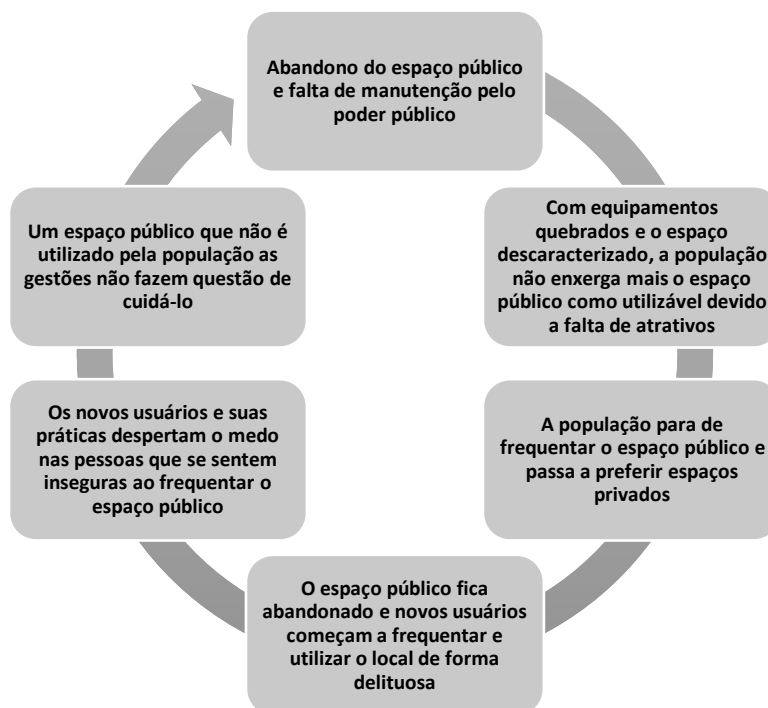 Abandono do espaço público
e falta de manutenção pelo
poder público
Com equipamentos
quebrados e o espaço
descaracterizado, a população
não enxerga mais o espaço
público como utilizável devido
a falta de atrativos
A população para de
frequentar o espaço público e
passa a preferir espaços
privados
O espaço público fica
abandonado e novos usuários
começam a frequentar e
utilizar o local de forma
delituosa
Os novos usuários e suas
práticas despertam o medo
nas pessoas que se sentem
inseguras ao frequentar o
espaço público
Um espaço público que não é
utilizado pela população as
gestões não fazem questão de
cuidá-lo